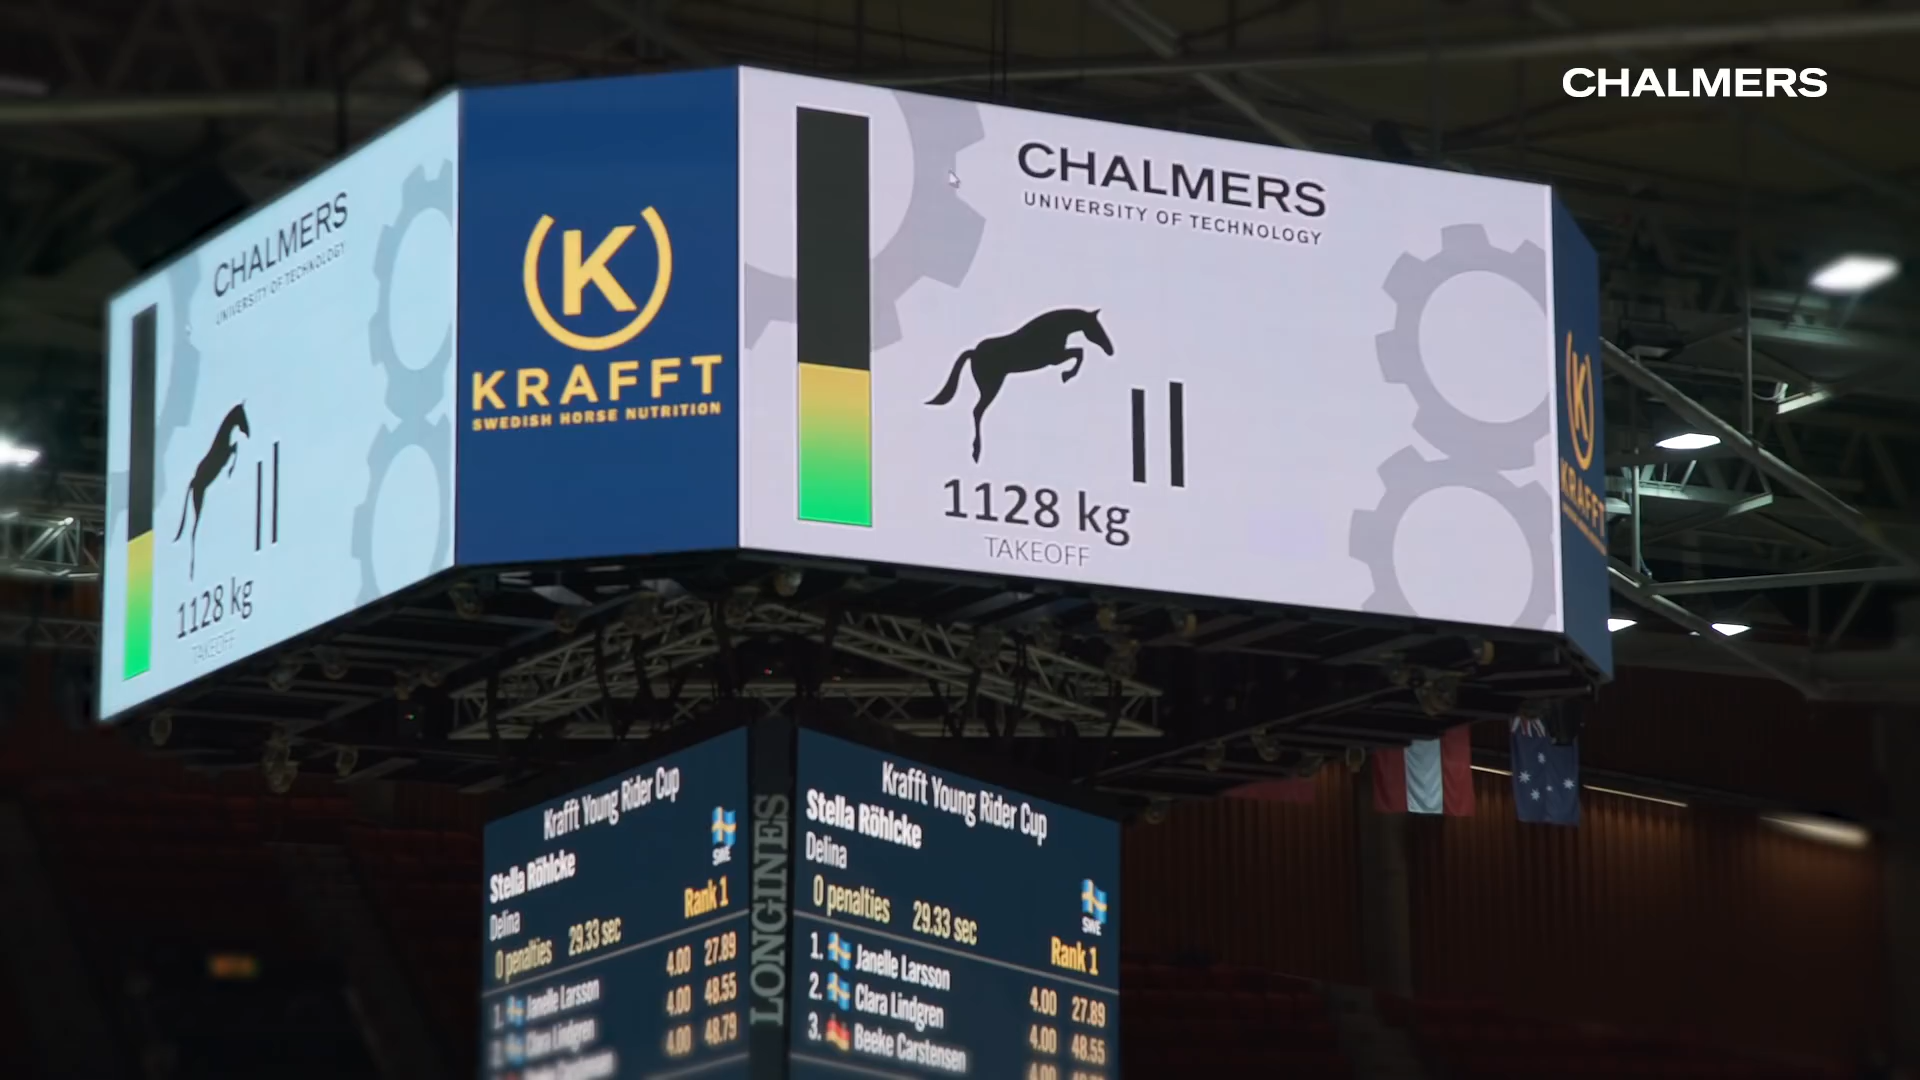 CHALMERS
CHALMERS
UNIVERSITY OF TECHNOLOGY
1128 kg
TAKEOFF
K
KRAFFT
SWEDISH HORSE NUTRITION
CHALMERS
UNIVERSITY OF TECHNOLOGY
1128 kg
TAKEOFF
K
KRAFFT
Krafft Young Rider Cup
Stella Röhlcke
SWE
Delina
Rank 1
0 penalties 29.33 sec
1. Janelle Larsson 4.00 27.89
2. Clara Lindgren 4.00 48.55
4.00 48.79
LONGINES
Krafft Young Rider Cup
Stella Röhlcke
Delina
SWE
0 penalties 29.33 sec
Rank 1
1. Janelle Larsson 4.00 27.89
2. Clara Lindgren 4.00 48.55
3. Beeke Carstensen